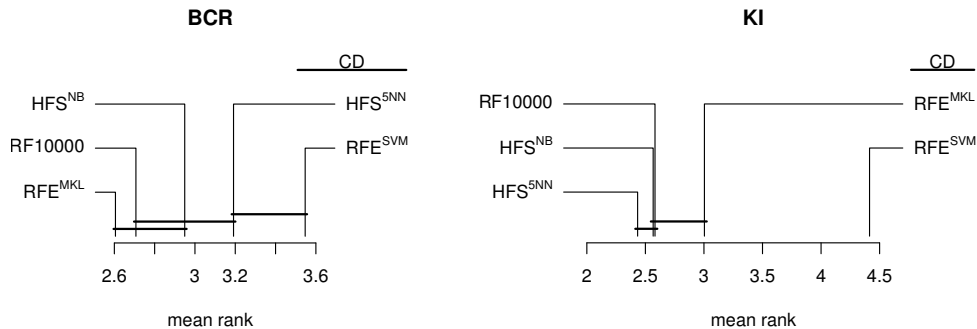 BCR
CD
HFS^NB
HFS^5NN
RF10000
RFE^SVM
RFE^MKL
2.6 3 3.2 3.6
mean rank
KI
CD
RF10000
RFE^MKL
HFS^NB
RFE^SVM
HFS^5NN
2 2.5 3 3.5 4 4.5
mean rank